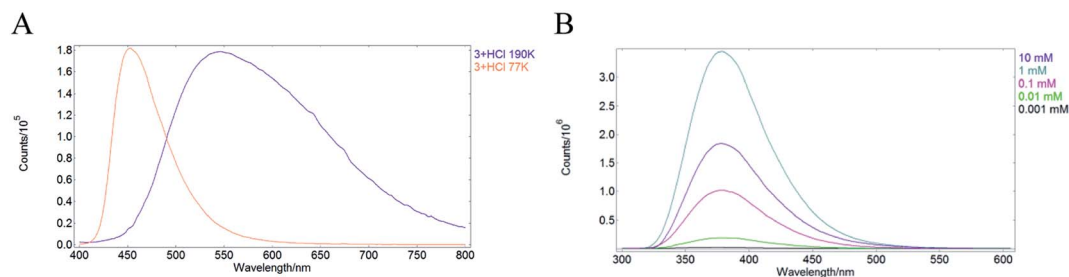 A
Counts/10^5
1.8
1.6
1.4
1.2
1.0
0.8
0.6
0.4
0.2
0.0
400 450 500 550 600 650 700 750 800
Wavelength/nm
3+HCl 190K
3+HCl 77K
B
Counts/10^6
3.0
2.5
2.0
1.5
1.0
0.5
300 350 400 450 500 550 600
Wavelength/nm
10 mM
1 mM
0.1 mM
0.01 mM
0.001 mM